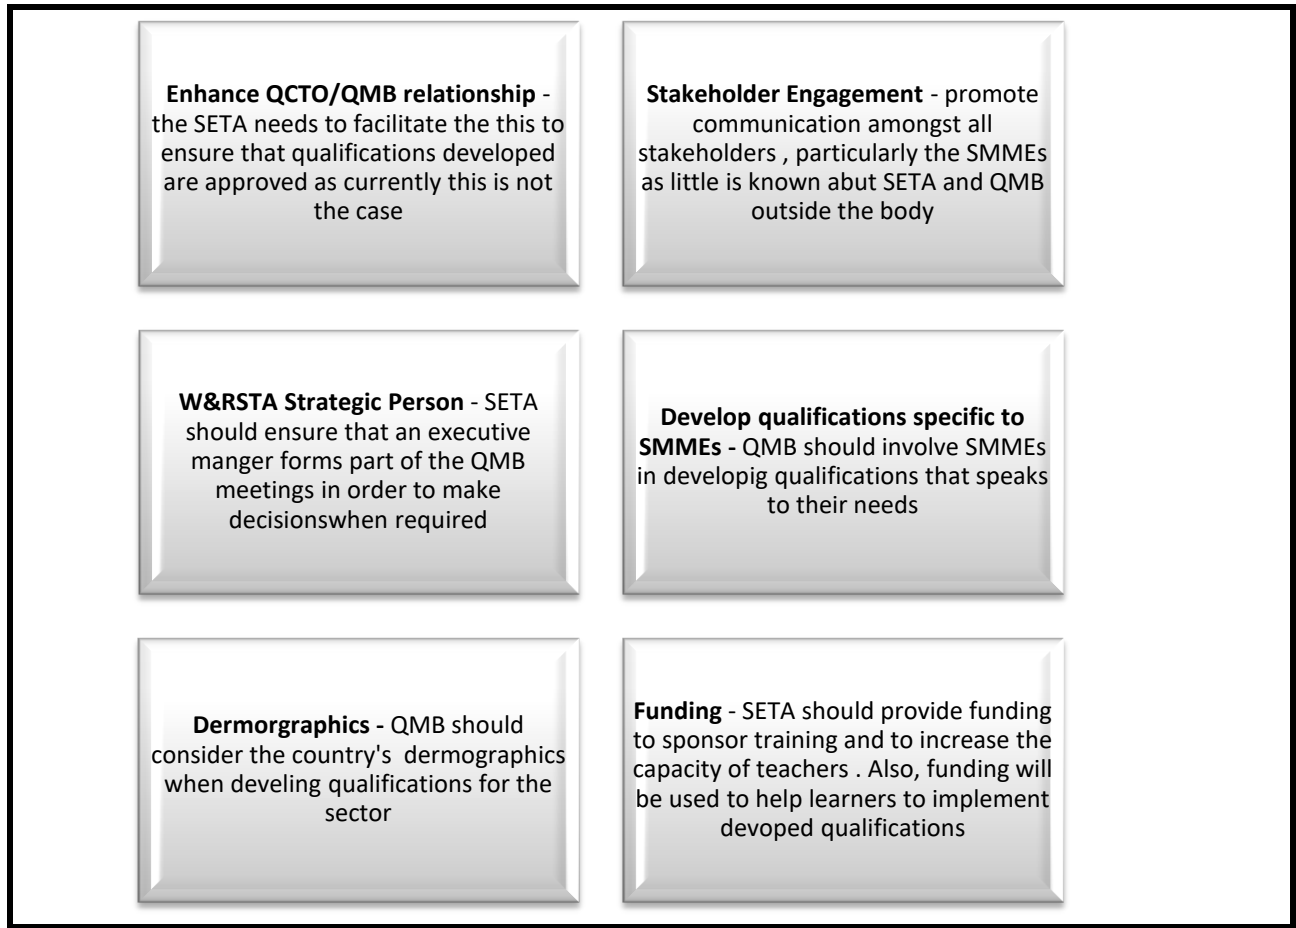 Enhance QCTO/QMB relationship -
the SETA needs to facilitate the this to
ensure that qualifications developed
are approved as currently this is not
the case
Stakeholder Engagement - promote
communication amongst all
stakeholders , particularly the SMMEs
as little is known abut SETA and QMB
outside the body
W&RSTA Strategic Person - SETA
should ensure that an executive
manger forms part of the QMB
meetings in order to make
decisionswhen required
Develop qualifications specific to
SMMEs - QMB should involve SMMEs
in developig qualifications that speaks
to their needs
Dermorgraphics - QMB should
consider the country's  dermographics
when develing qualifications for the
sector
Funding - SETA should provide funding
to sponsor training and to increase the
capacity of teachers . Also, funding will
be used to help learners to implement
devoped qualifications